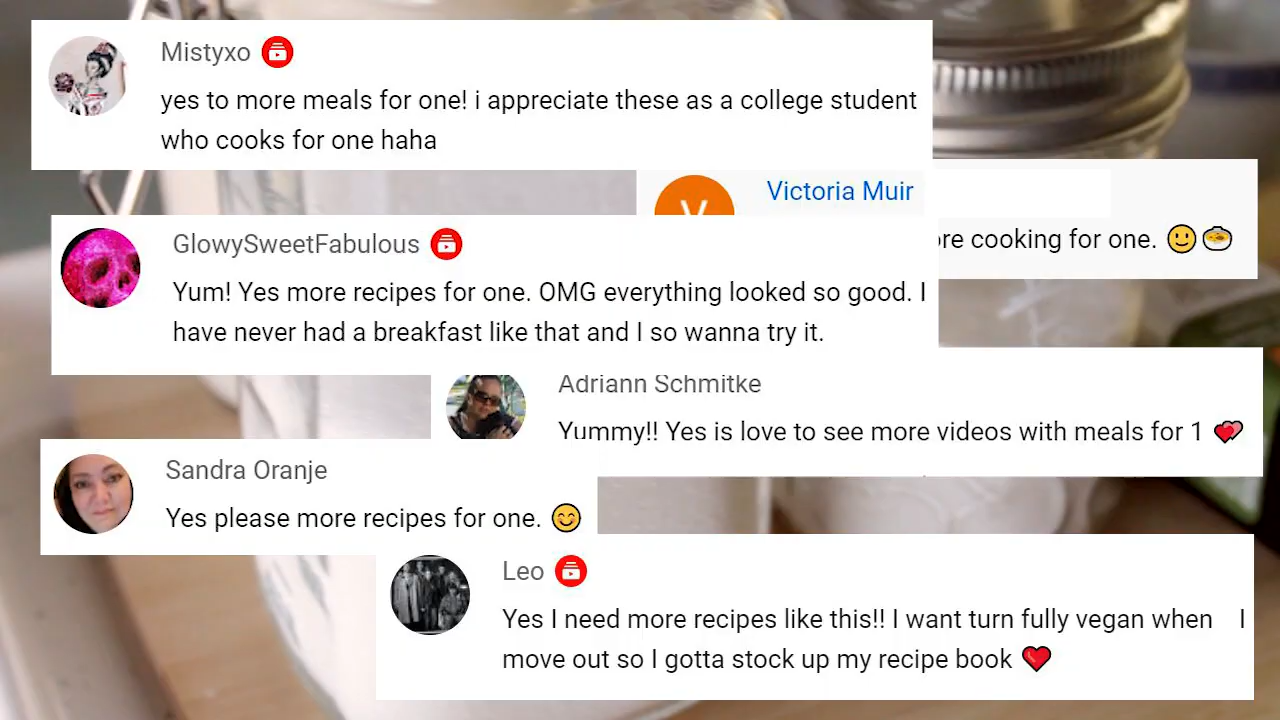 Mistyxo
yes to more meals for one! i appreciate these as a college student
who cooks for one haha
Victoria Muir
cooking for one. 🙂🍲
GlowySweetFabulous
Yum! Yes more recipes for one. OMG everything looked so good. I
have never had a breakfast like that and I so wanna try it.
Adriann Schmitke
Yummy!! Yes is love to see more videos with meals for 1 💕
Sandra Oranje
Yes please more recipes for one. 😊
Leo
Yes I need more recipes like this!! I want turn fully vegan when I
move out so I gotta stock up my recipe book ❤️